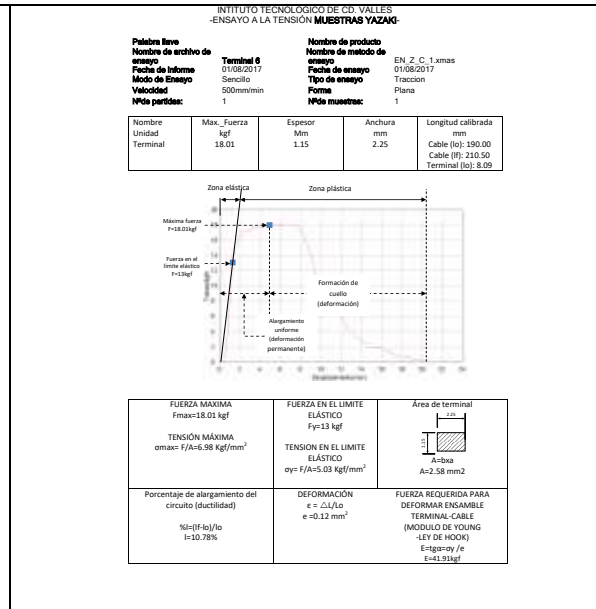 INTITUTO TECNOLÓGICO DE CD. VALLES
-ENSAYO A LA TENSIÓN MUESTRAS YAZAKI-
Palabra llave
Nombre de producto
Nombre de archivo de ensayo Terminal 6
Nombre de metodo de ensayo EN_Z_C_1.xmas
Fecha de Informe 01/08/2017
Fecha de ensayo 01/08/2017
Modo de Ensayo Sencillo
Tipo de ensayo Traccion
Velocidad 500mm/min
Forma Plana
Nºde partidas: 1
Nºde muestras: 1
Nombre Max._Fuerza Espesor Anchura Longitud calibrada
Unidad kgf Mm mm mm
Terminal 18.01 1.15 2.25 Cable (lo): 190.00
Cable (lf): 210.50
Terminal (lo): 8.09
Zona elástica Zona plástica
Máxima fuerza
F=18.01kgf
Fuerza en el
limite elástico
F=13kgf
Formación de
cuello
(deformación)
Alargamiento
uniforme
(deformación
permanente)
FUERZA MAXIMA
Fmax=18.01 kgf
TENSIÓN MÁXIMA
σmax= F/A=6.98 Kgf/mm²
FUERZA EN EL LIMITE
ELÁSTICO
Fy=13 kgf
TENSION EN EL LIMITE
ELÁSTICO
σy= F/A=5.03 Kgf/mm²
Área de terminal
2.25
1.15
A=bxa
A=2.58 mm2
Porcentaje de alargamiento del
circuito (ductilidad)
%l=(lf-lo)/lo
l=10.78%
DEFORMACIÓN
ε = △L/Lo
e =0.12 mm²
FUERZA REQUERIDA PARA
DEFORMAR ENSAMBLE
TERMINAL-CABLE
(MODULO DE YOUNG
-LEY DE HOOK)
E=tgα=σy /e
E=41.91kgf